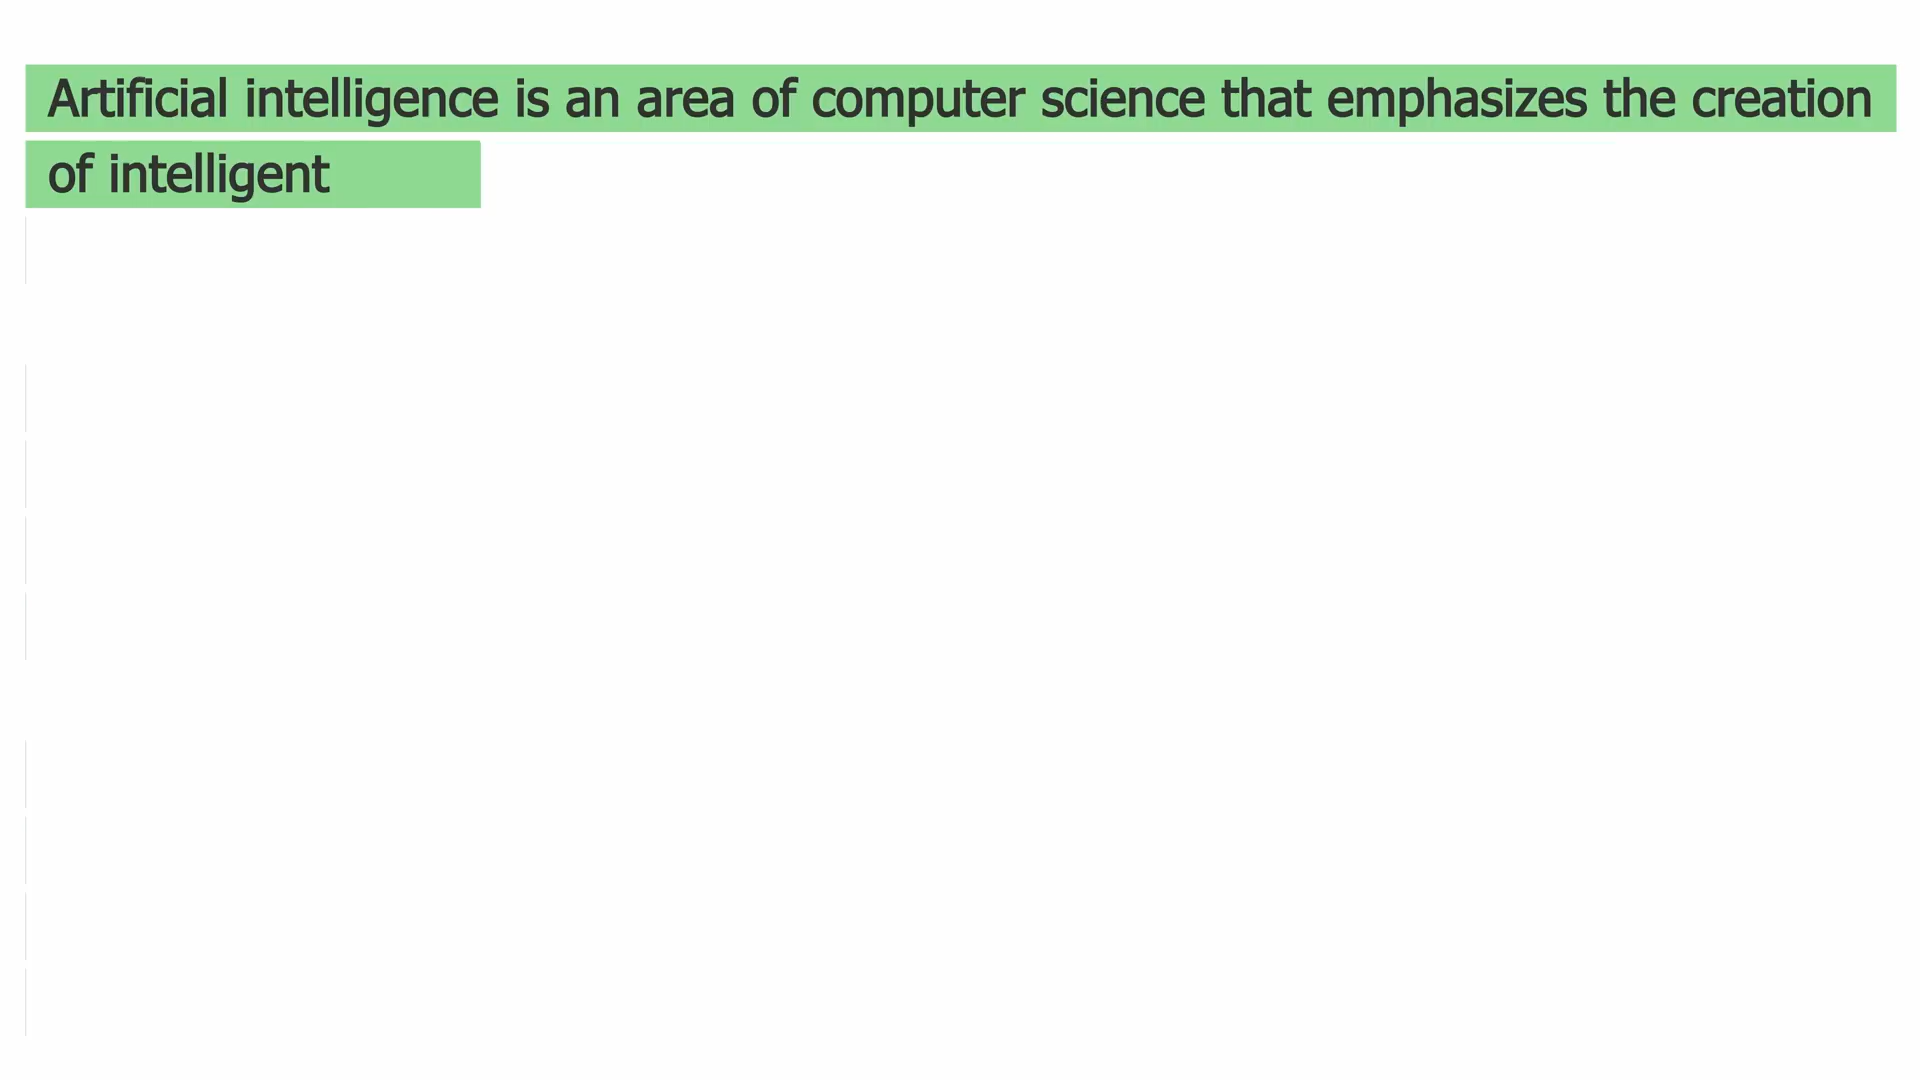 Artificial intelligence is an area of computer science that emphasizes the creation
of intelligent